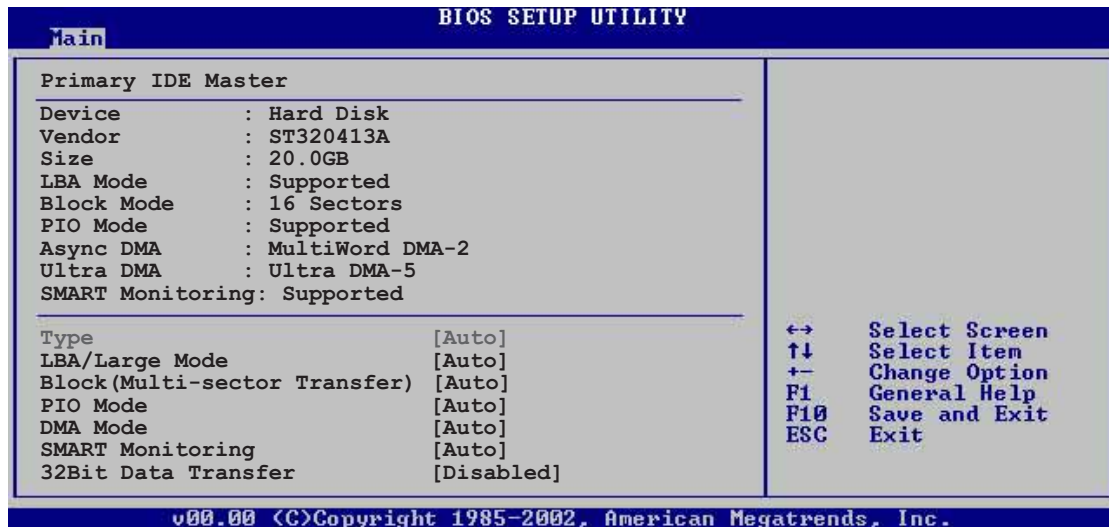 BIOS SETUP UTILITY
Main
Primary IDE Master
Device : Hard Disk
Vendor : ST320413A
Size : 20.0GB
LBA Mode : Supported
Block Mode : 16 Sectors
PIO Mode : Supported
Async DMA : MultiWord DMA-2
Ultra DMA : Ultra DMA-5
SMART Monitoring: Supported
Type [Auto]
LBA/Large Mode [Auto]
Block(Multi-sector Transfer) [Auto]
PIO Mode [Auto]
DMA Mode [Auto]
SMART Monitoring [Auto]
32Bit Data Transfer [Disabled]
←→ Select Screen
↑↓ Select Item
+- Change Option
F1 General Help
F10 Save and Exit
ESC Exit
v00.00 (C)Copyright 1985-2002, American Megatrends, Inc.